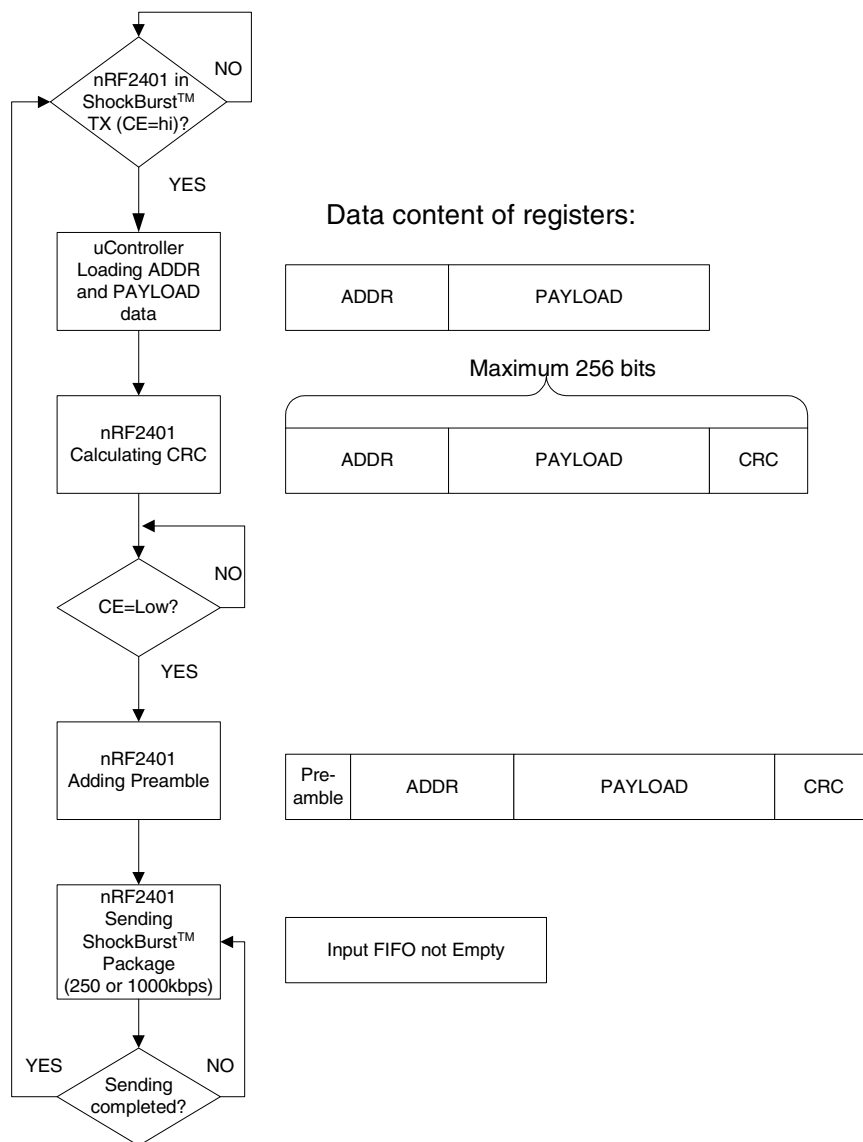 NO
nRF2401 in
ShockBurst™
TX (CE=hi)?
YES
Data content of registers:
uController
Loading ADDR
and PAYLOAD
data
ADDR PAYLOAD
Maximum 256 bits
nRF2401
Calculating CRC
ADDR PAYLOAD CRC
NO
CE=Low?
YES
nRF2401
Adding Preamble
Pre-
amble
ADDR PAYLOAD CRC
nRF2401
Sending
ShockBurst™
Package
(250 or 1000kbps)
Input FIFO not Empty
YES NO
Sending
completed?